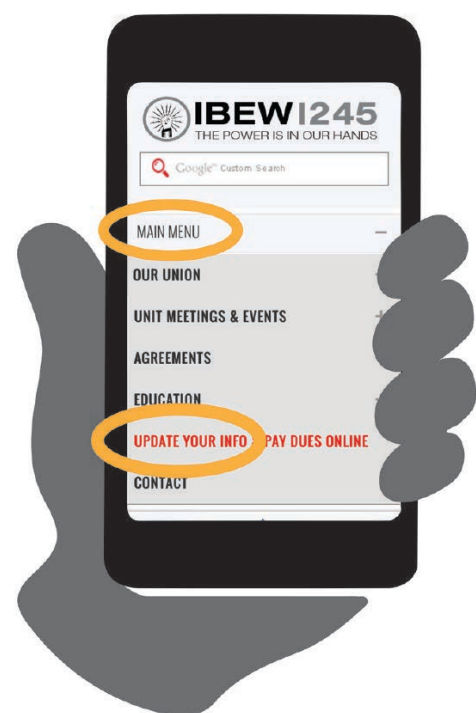 IBEW1245
THE POWER IS IN OUR HANDS
Google™ Custom Search
MAIN MENU –
OUR UNION
UNIT MEETINGS & EVENTS +
AGREEMENTS
EDUCATION
UPDATE YOUR INFO PAY DUES ONLINE
CONTACT